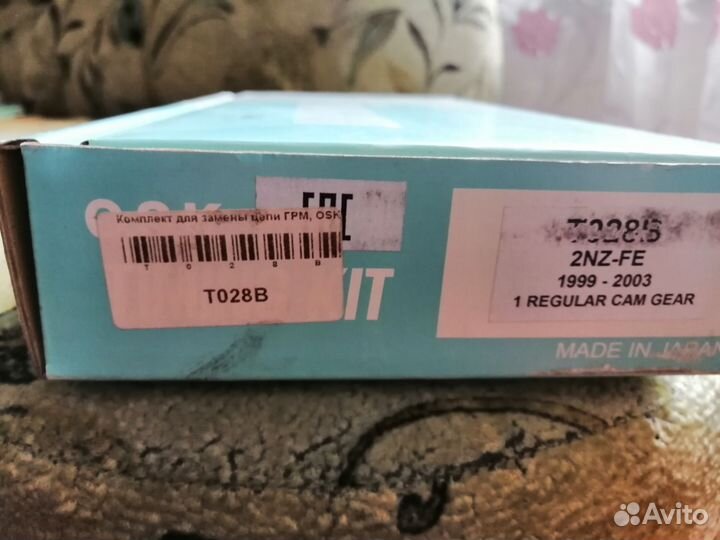 OSK
Комплект для замены цепи ГРМ, OSK
T 0 2 8 B
T028B
KIT
T028B
2NZ-FE
1999 - 2003
1 REGULAR CAM GEAR
MADE IN JAPAN
Avito